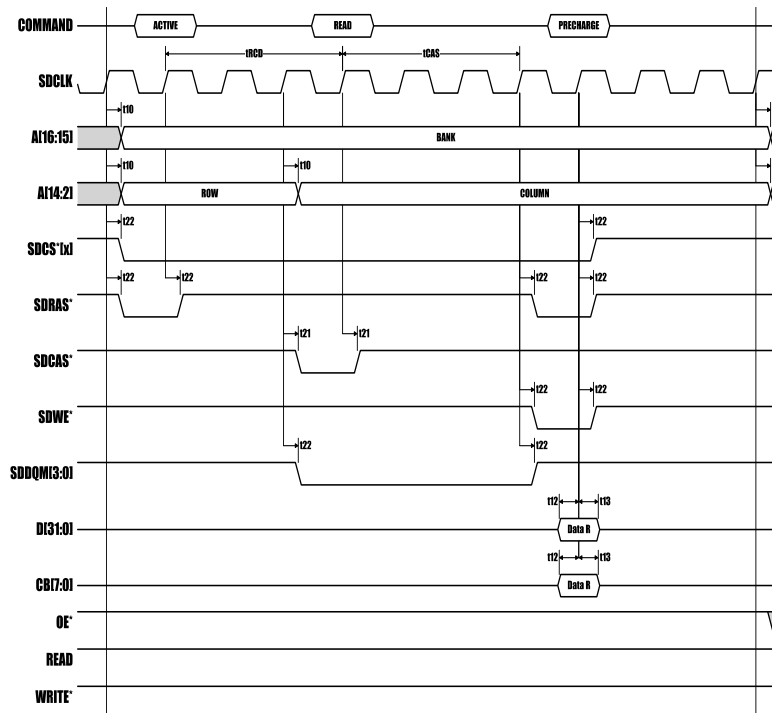 COMMAND ACTIVE READ PRECHARGE
tRCD tCAS
SDCLK
t10
A[16:15] BANK
t10 t10
A[14:2] ROW COLUMN
t22 t22
SDCS*[x]
t22 t22 t22 t22
SDRAS*
t21 t21
SDCAS*
t22 t22
SDWE*
t22 t22
SDDQM[3:0]
t12 t13
D[31:0] Data R
t12 t13
CB[7:0] Data R
OE*
READ
WRITE*